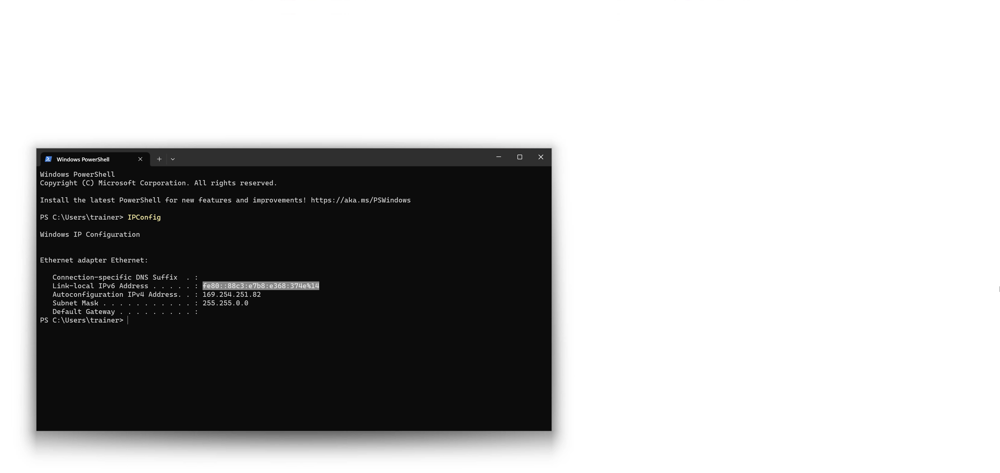 Windows PowerShell
Windows PowerShell
Copyright (C) Microsoft Corporation. All rights reserved.
Install the latest PowerShell for new features and improvements! https://aka.ms/PSWindows
PS C:\Users\trainer> IPConfig
Windows IP Configuration
Ethernet adapter Ethernet:
Connection-specific DNS Suffix  . :
Link-local IPv6 Address . . . . . : fe80::88c3:e7b8:e368:374e%14
Autoconfiguration IPv4 Address. . : 169.254.251.82
Subnet Mask . . . . . . . . . . . : 255.255.0.0
Default Gateway . . . . . . . . . :
PS C:\Users\trainer>